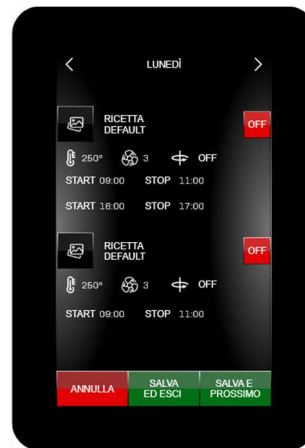 LUNEDÌ
RICETTA
DEFAULT
OFF
250° 3 OFF
START 09:00 STOP 11:00
START 16:00 STOP 17:00
RICETTA
DEFAULT
OFF
250° 3 OFF
START 09:00 STOP 11:00
ANNULLA
SALVA
ED ESCI
SALVA E
PROSSIMO